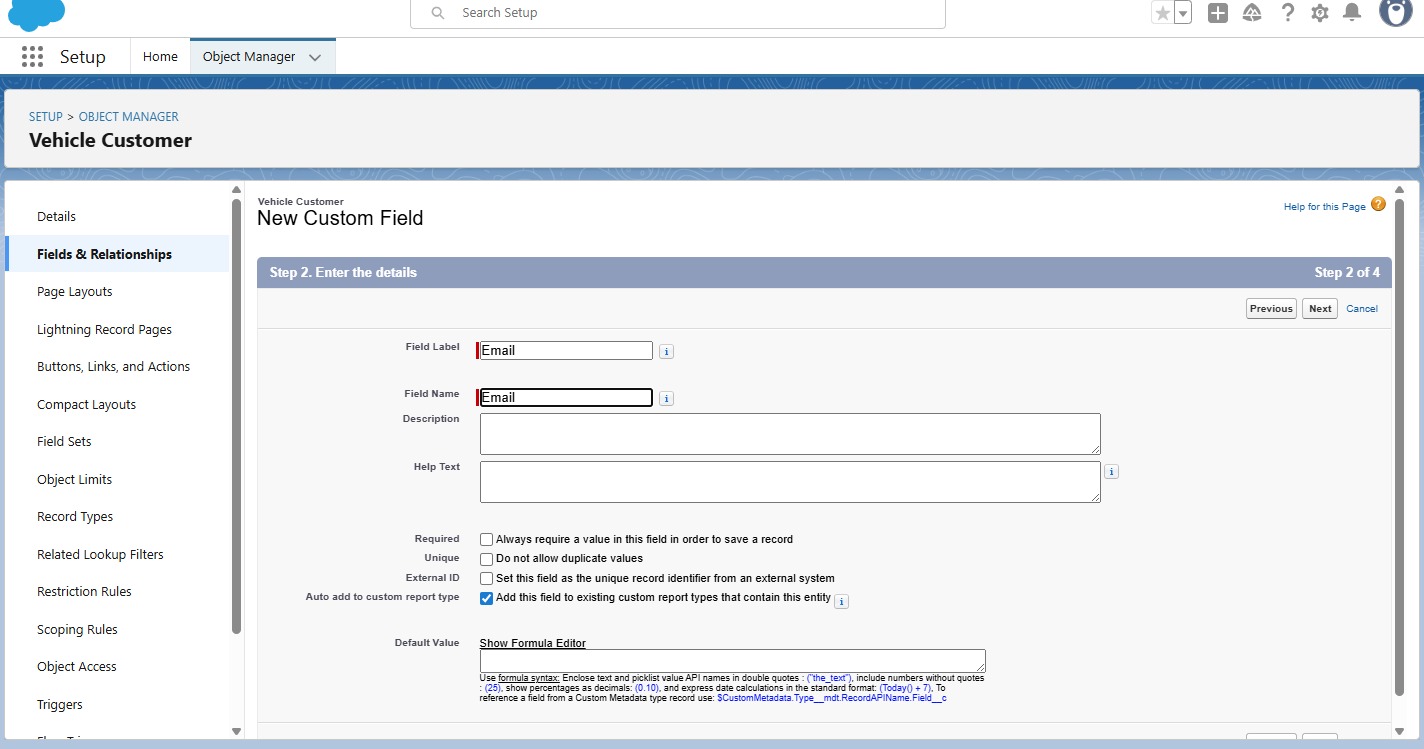 Search Setup
Setup
Home
Object Manager
SETUP > OBJECT MANAGER
Vehicle Customer
Details
Fields & Relationships
Page Layouts
Lightning Record Pages
Buttons, Links, and Actions
Compact Layouts
Field Sets
Object Limits
Record Types
Related Lookup Filters
Restriction Rules
Scoping Rules
Object Access
Triggers
Vehicle Customer
New Custom Field
Help for this Page ?
Step 2. Enter the details
Step 2 of 4
Previous
Next
Cancel
Field Label Email i
Field Name Email i
Description
Help Text i
Required Always require a value in this field in order to save a record
Unique Do not allow duplicate values
External ID Set this field as the unique record identifier from an external system
Auto add to custom report type Add this field to existing custom report types that contain this entity i
Default Value Show Formula Editor
Use formula syntax: Enclose text and picklist value API names in double quotes : ("the_text"), include numbers without quotes
: (25), show percentages as decimals: (0.10), and express date calculations in the standard format: (Today() + 7), To
reference a field from a Custom Metadata type record use: $CustomMetadata.Type__mdt.RecordAPIName.Field__c